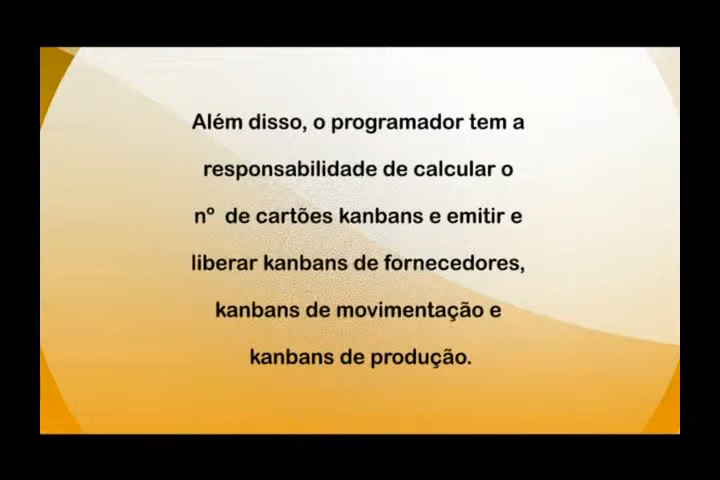 Além disso, o programador tem a
responsabilidade de calcular o
nº de cartões kanbans e emitir e
liberar kanbans de fornecedores,
kanbans de movimentação e
kanbans de produção.